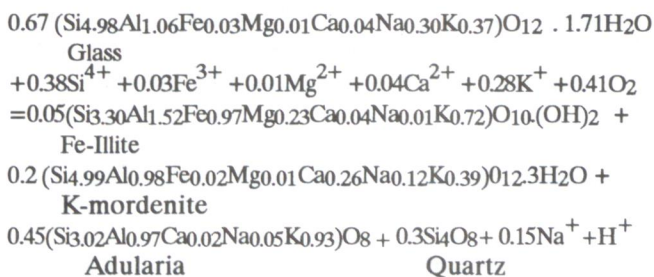 0.67 (Si4.98Al1.06Fe0.03Mg0.01Ca0.04Na0.30K0.37)O12 . 1.71H2O
Glass
+0.38Si4+ +0.03Fe3+ +0.01Mg2+ +0.04Ca2+ +0.28K+ +0.41O2
=0.05(Si3.30Al1.52Fe0.97Mg0.23Ca0.04Na0.01K0.72)O10.(OH)2 +
Fe-Illite
0.2 (Si4.99Al0.98Fe0.02Mg0.01Ca0.26Na0.12K0.39)012.3H2O +
K-mordenite
0.45(Si3.02Al0.97Ca0.02Na0.05K0.93)O8 + 0.3Si4O8+ 0.15Na+ +H+
Adularia Quartz